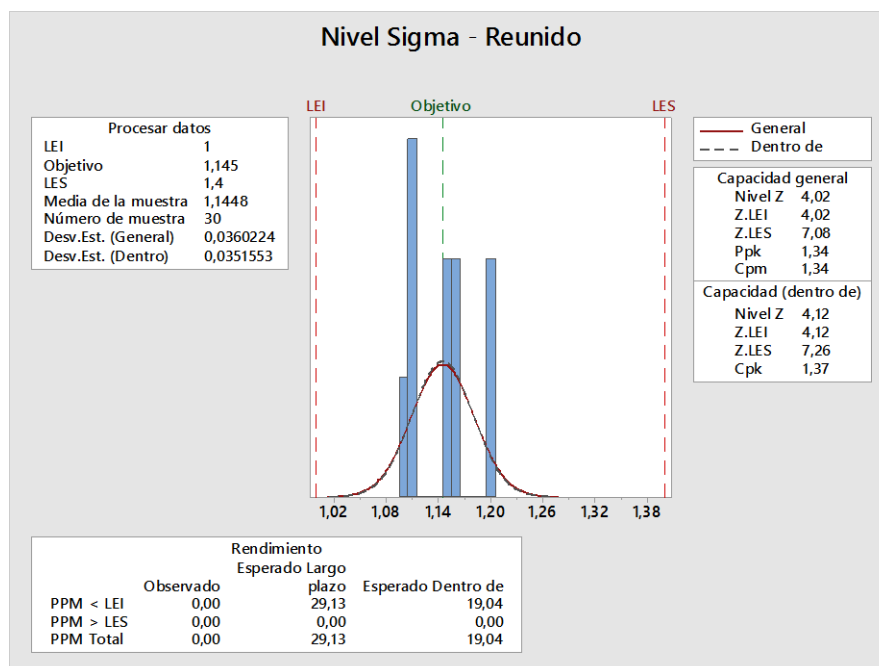 Nivel Sigma - Reunido
LEI Objetivo LES
Procesar datos
LEI 1
Objetivo 1,145
LES 1,4
Media de la muestra 1,1448
Número de muestra 30
Desv.Est. (General) 0,0360224
Desv.Est. (Dentro) 0,0351553
General
Dentro de
Capacidad general
Nivel Z 4,02
Z.LEI 4,02
Z.LES 7,08
Ppk 1,34
Cpm 1,34
Capacidad (dentro de)
Nivel Z 4,12
Z.LEI 4,12
Z.LES 7,26
Cpk 1,37
1,02 1,08 1,14 1,20 1,26 1,32 1,38
Rendimiento
Esperado Largo
Observado plazo Esperado Dentro de
PPM < LEI 0,00 29,13 19,04
PPM > LES 0,00 0,00 0,00
PPM Total 0,00 29,13 19,04